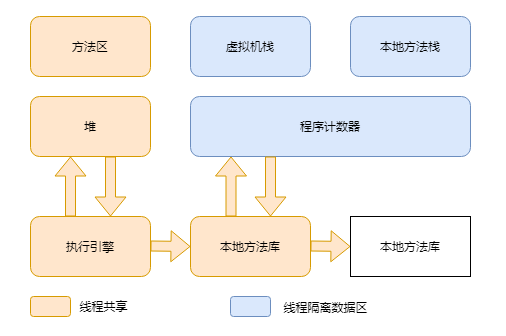 方法区
虚拟机栈
本地方法栈
堆
程序计数器
执行引擎
本地方法库
本地方法库
线程共享
线程隔离数据区